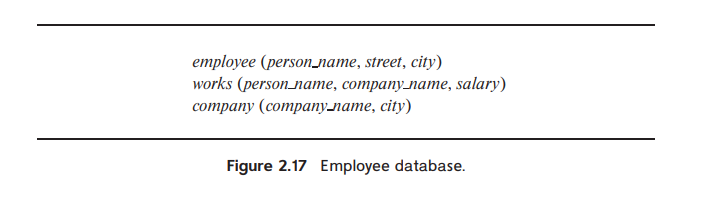 employee (person_name, street, city)
works (person_name, company_name, salary)
company (company_name, city)
Figure 2.17 Employee database.